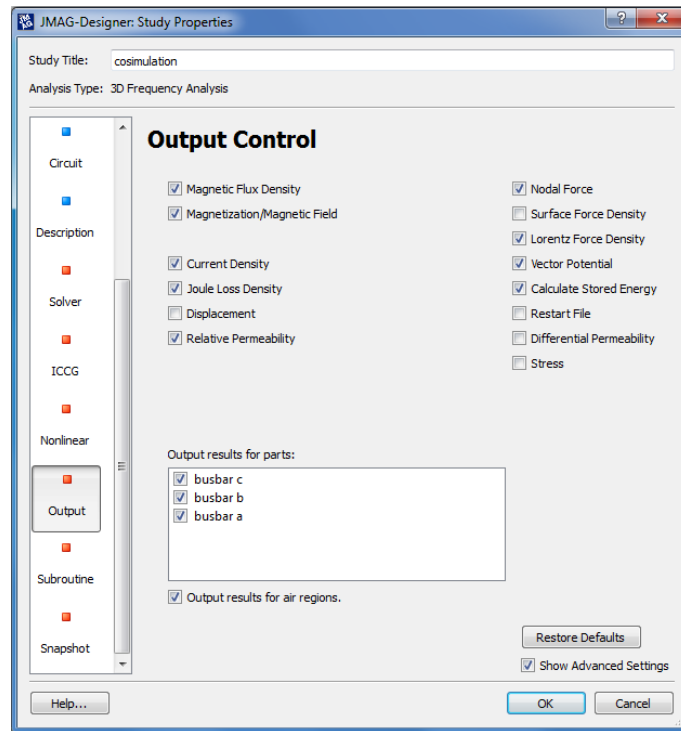 JMAG-Designer: Study Properties
Study Title: cosimulation
Analysis Type: 3D Frequency Analysis
Circuit
Description
Solver
ICCG
Nonlinear
Output
Subroutine
Snapshot
Output Control
Magnetic Flux Density
Magnetization/Magnetic Field
Current Density
Joule Loss Density
Displacement
Relative Permeability
Nodal Force
Surface Force Density
Lorentz Force Density
Vector Potential
Calculate Stored Energy
Restart File
Differential Permeability
Stress
Output results for parts:
busbar c
busbar b
busbar a
Output results for air regions.
Restore Defaults
Show Advanced Settings
Help...
OK
Cancel